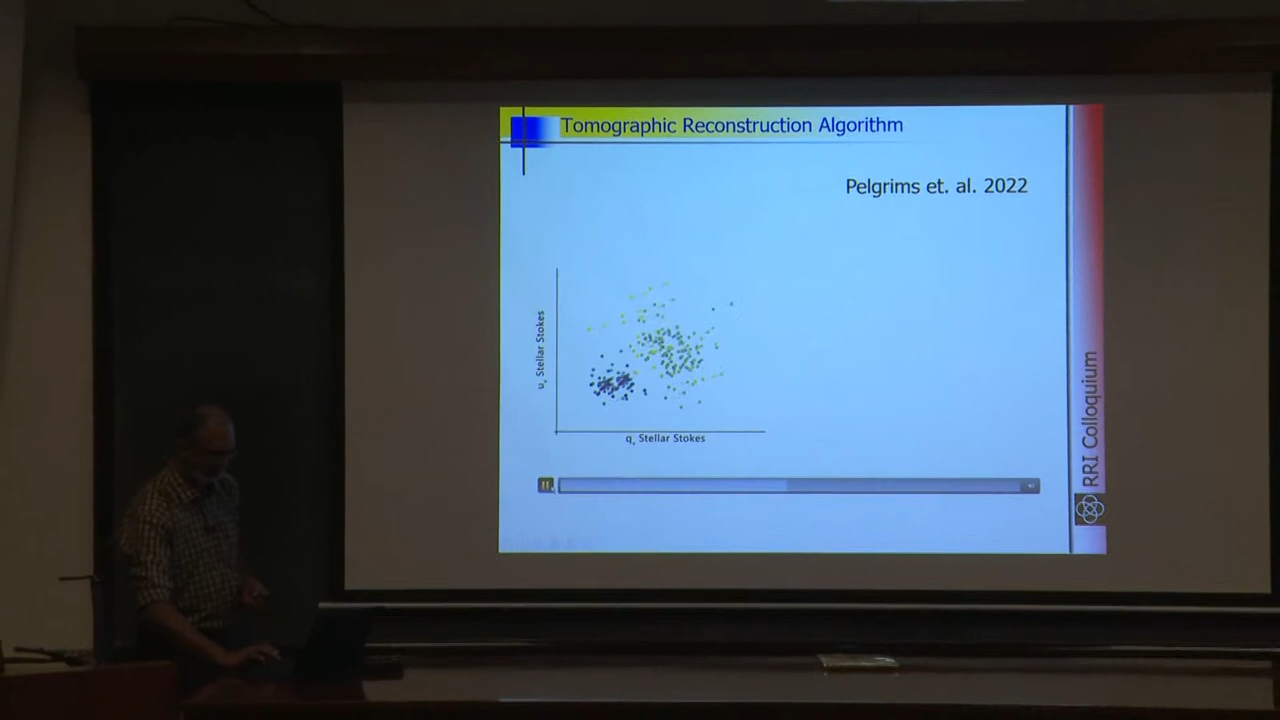 Tomographic Reconstruction Algorithm
Pelgrims et. al. 2022
u, Stellar Stokes
q, Stellar Stokes
RRI Colloquium